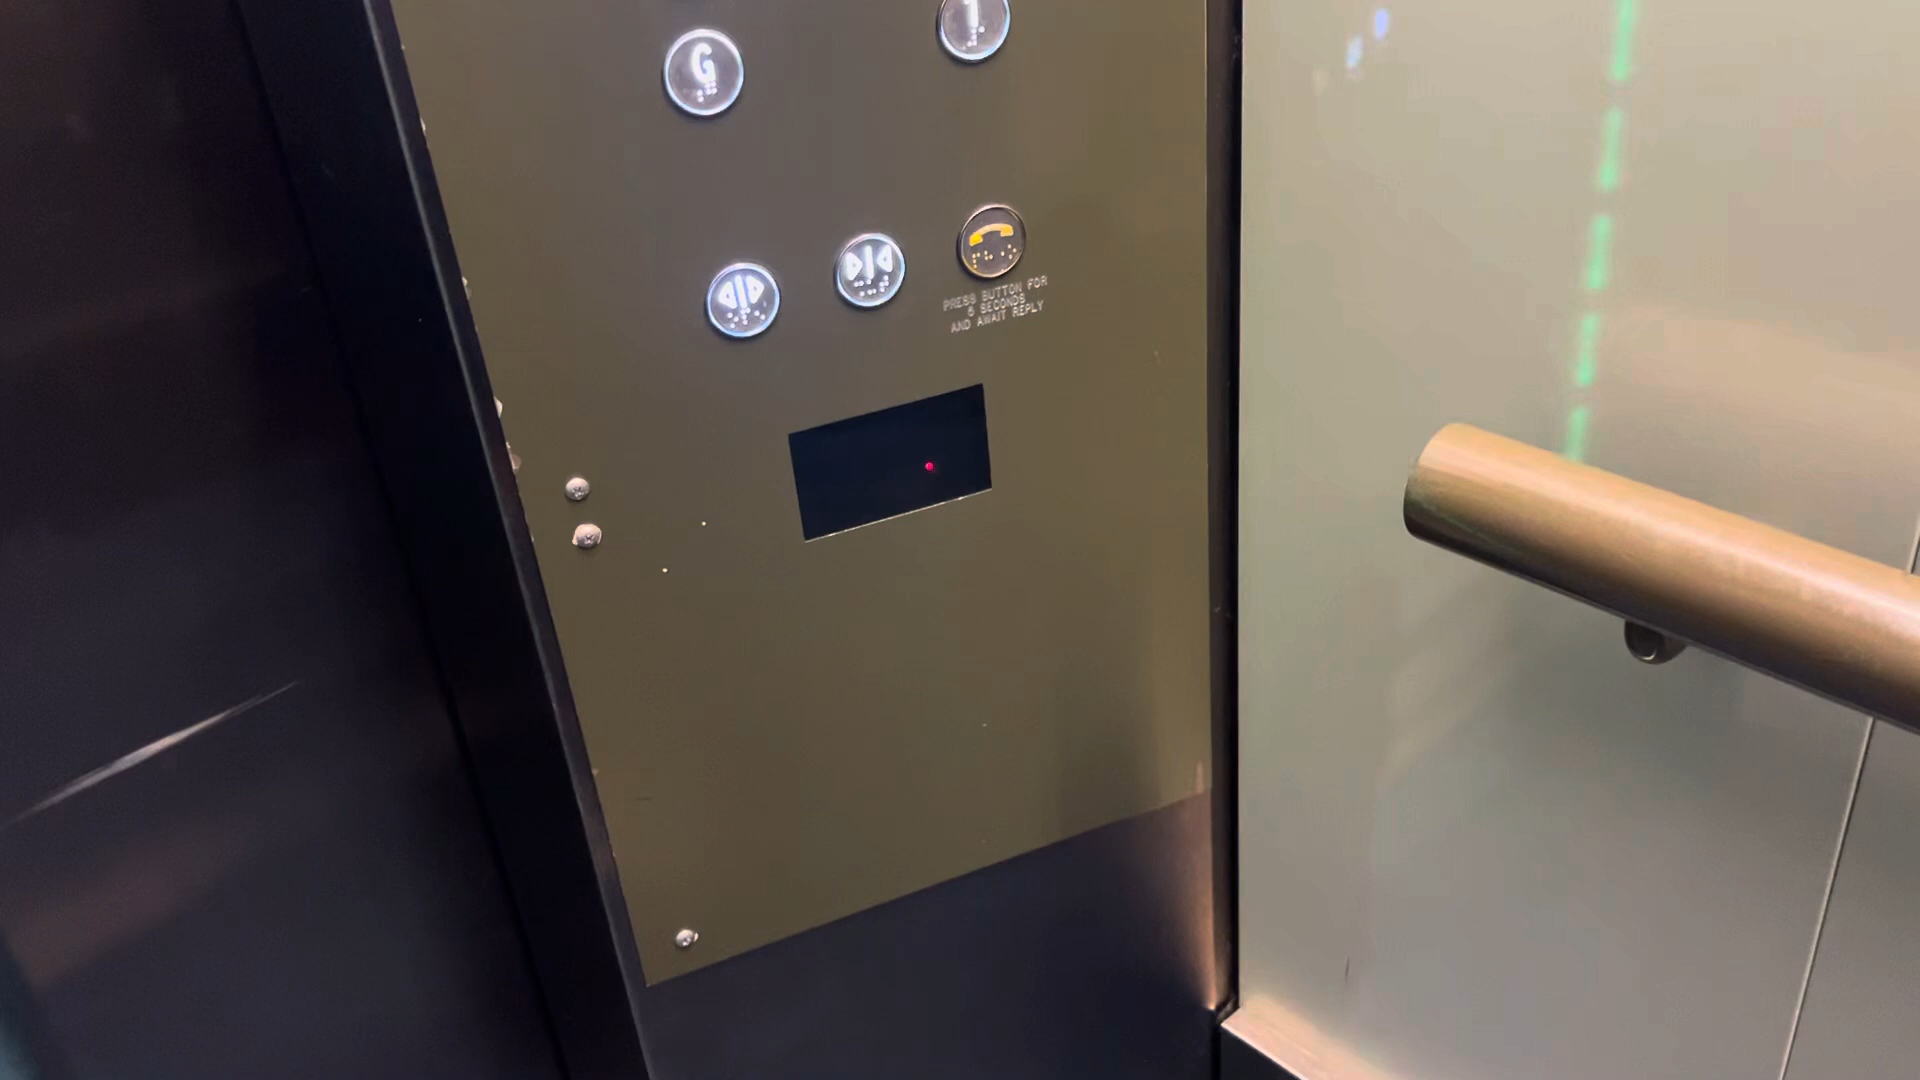 G
1
PRESS BUTTON FOR
5 SECONDS
AND AWAIT REPLY